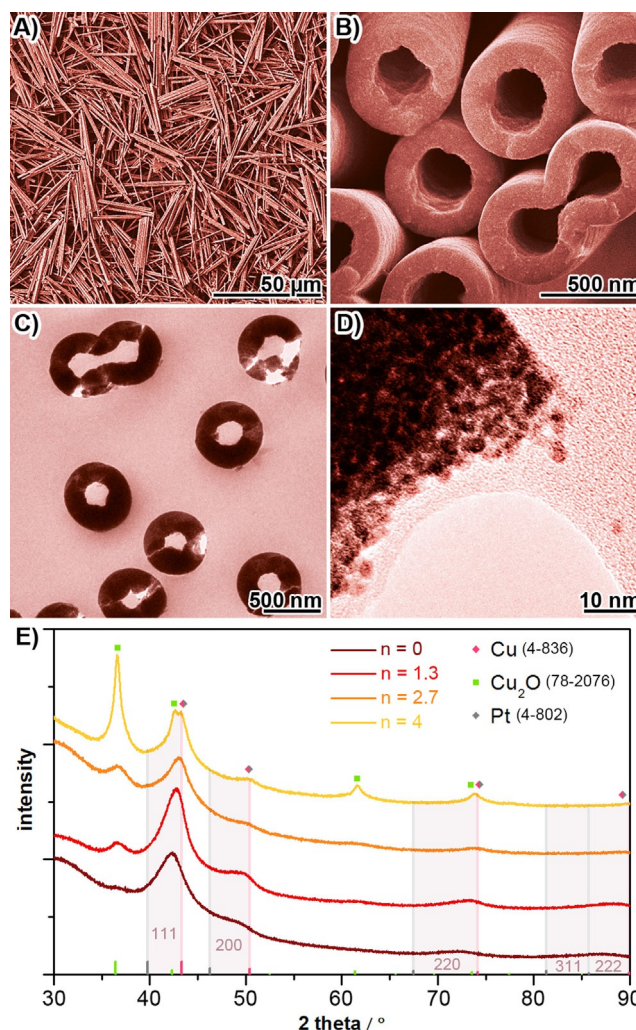 A)
50 µm
B)
500 nm
C)
500 nm
D)
10 nm
E)
n = 0
n = 1.3
n = 2.7
n = 4
Cu (4-836)
Cu₂O (78-2076)
Pt (4-802)
intensity
111
200
220
311
222
30
40
50
60
70
80
90
2 theta / °